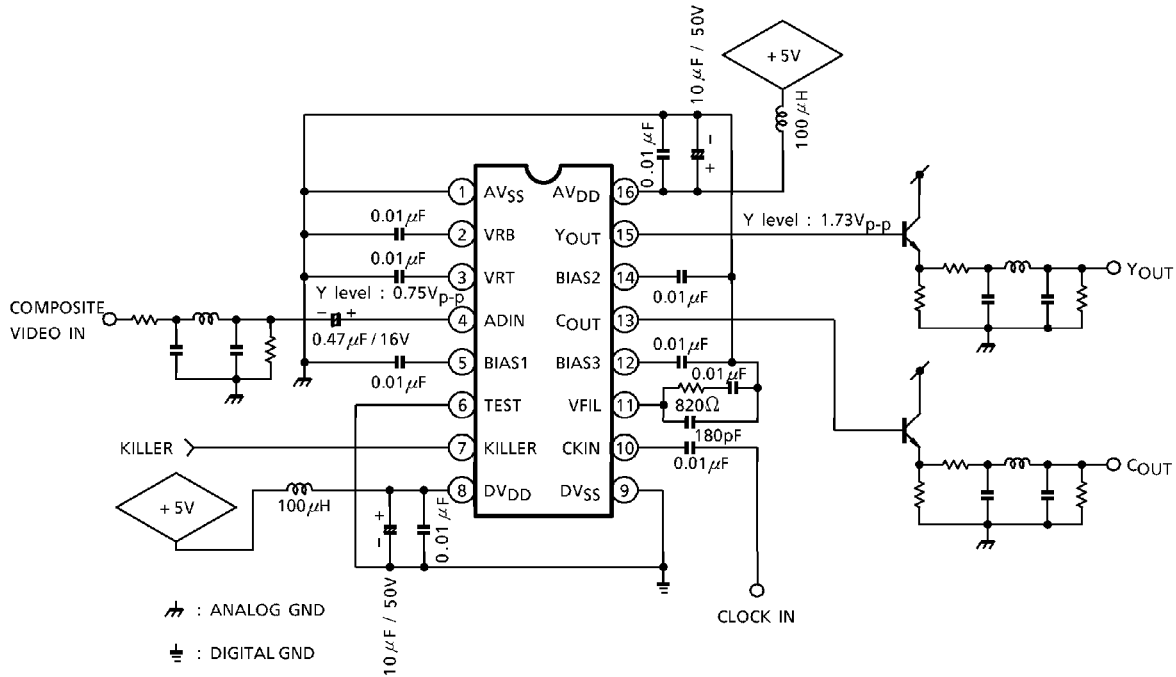 +5V
10μF / 50V
100μH
0.01μF
1 AVSS
AVDD 16
0.01μF
2 VRB
YOUT 15
Y level : 1.73Vp-p
0.01μF
3 VRT
BIAS2 14
0.01μF
YOUT
Y level : 0.75Vp-p
COMPOSITE
VIDEO IN
4 ADIN
COUT 13
0.47μF/16V
0.01μF
5 BIAS1
BIAS3 12
0.01μF
0.01μF
6 TEST
VFIL 11
820Ω
180pF
KILLER
7 KILLER
CKIN 10
0.01μF
COUT
8 DVDD
DVSS 9
+5V
100μH
0.01μF
10μF / 50V
CLOCK IN
: ANALOG GND
: DIGITAL GND
+
-
+
-
- +